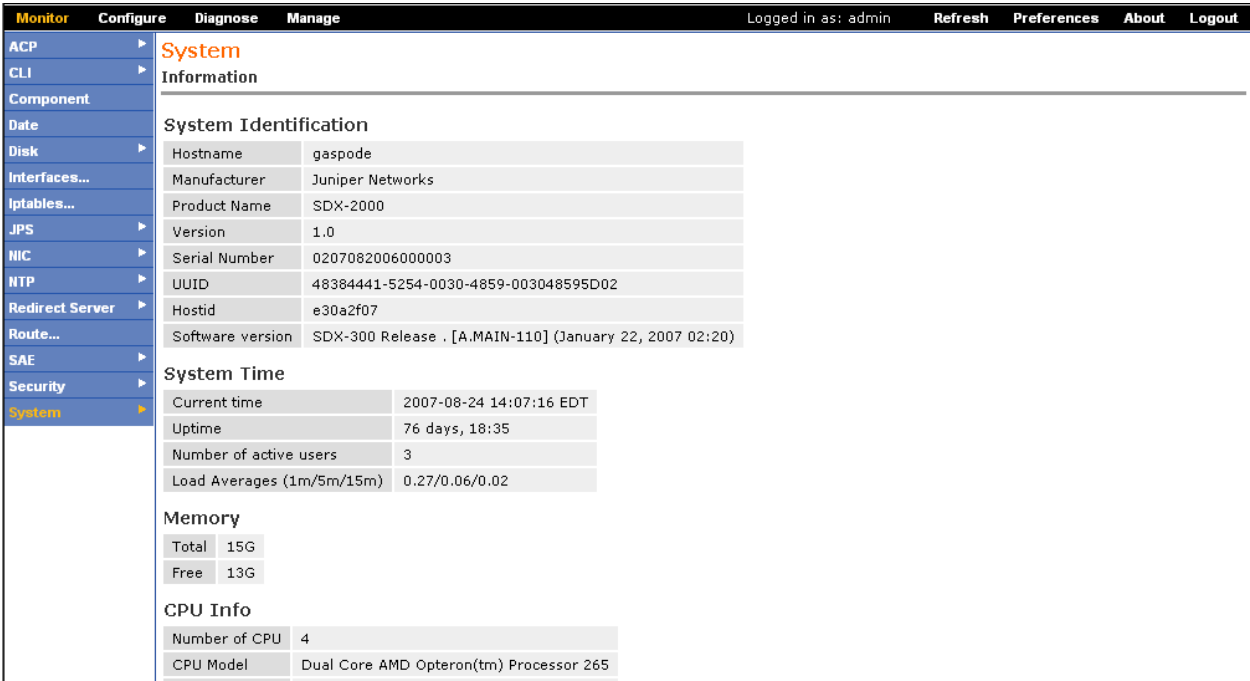 Monitor Configure Diagnose Manage Logged in as: admin Refresh Preferences About Logout
ACP
CLI
Component
Date
Disk
Interfaces...
Iptables...
JPS
NIC
NTP
Redirect Server
Route...
SAE
Security
System
System
Information
System Identification
Hostname gaspode
Manufacturer Juniper Networks
Product Name SDX-2000
Version 1.0
Serial Number 0207082006000003
UUID 48384441-5254-0030-4859-003048595D02
Hostid e30a2f07
Software version SDX-300 Release . [A.MAIN-110] (January 22, 2007 02:20)
System Time
Current time 2007-08-24 14:07:16 EDT
Uptime 76 days, 18:35
Number of active users 3
Load Averages (1m/5m/15m) 0.27/0.06/0.02
Memory
Total 15G
Free 13G
CPU Info
Number of CPU 4
CPU Model Dual Core AMD Opteron(tm) Processor 265